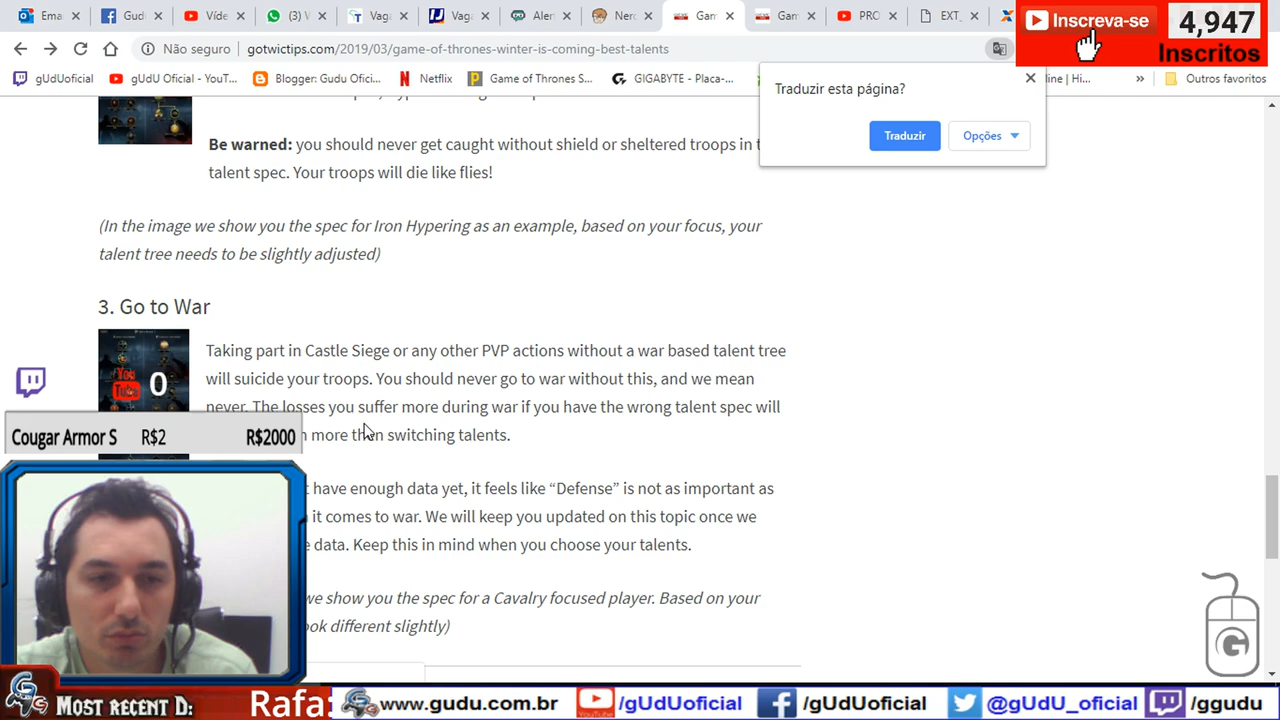 Ema
Gud
Víde
(3) V
Vaga
Vaga
Aler
Nerc
Gam
Gam
PRC
EXT_
Inscreva-se
4,947
Inscritos
Não seguro
gotwictips.com/2019/03/game-of-thrones-winter-is-coming-best-talents
gUdUoficial
gUdU Oficial - YouT...
Blogger: Gudu Ofici...
Netflix
Game of Thrones S...
GIGABYTE - Placa-...
line | Hi...
»
Outros favoritos
Traduzir esta página?
Traduzir
Opções
Be warned: you should never get caught without shield or sheltered troops in
talent spec. Your troops will die like flies!
(In the image we show you the spec for Iron Hypering as an example, based on your focus, your
talent tree needs to be slightly adjusted)
3. Go to War
You
Tube
0
Taking part in Castle Siege or any other PVP actions without a war based talent tree
will suicide your troops. You should never go to war without this, and we mean
never. The losses you suffer more during war if you have the wrong talent spec will
more then switching talents.
Cougar Armor S R$2 R$2000
have enough data yet, it feels like “Defense” is not as important as
it comes to war. We will keep you updated on this topic once we
data. Keep this in mind when you choose your talents.
we show you the spec for a Cavalry focused player. Based on your
ook different slightly)
G
Most recent D:
Rafa
www.gudu.com.br
/gUdUoficial
/gUdUoficial
@gUdU_oficial
/ggudu